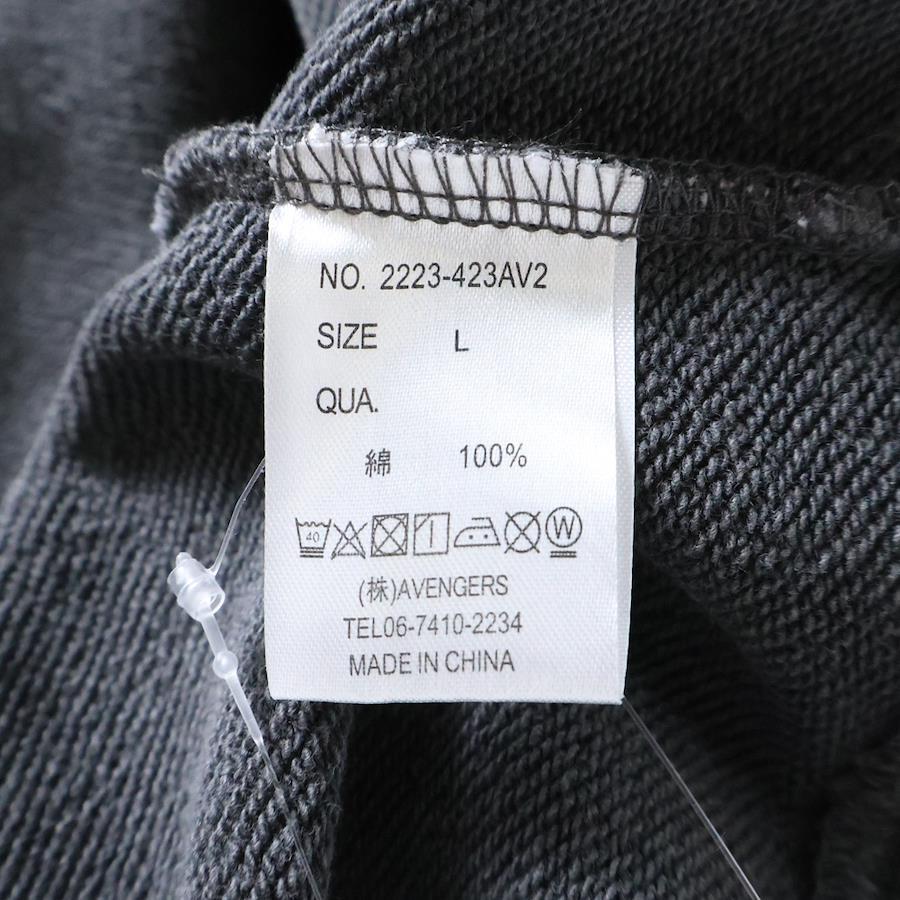 NO. 2223-423AV2
SIZE L
QUA.
綿 100%
40 W
(株)AVENGERS
TEL06-7410-2234
MADE IN CHINA